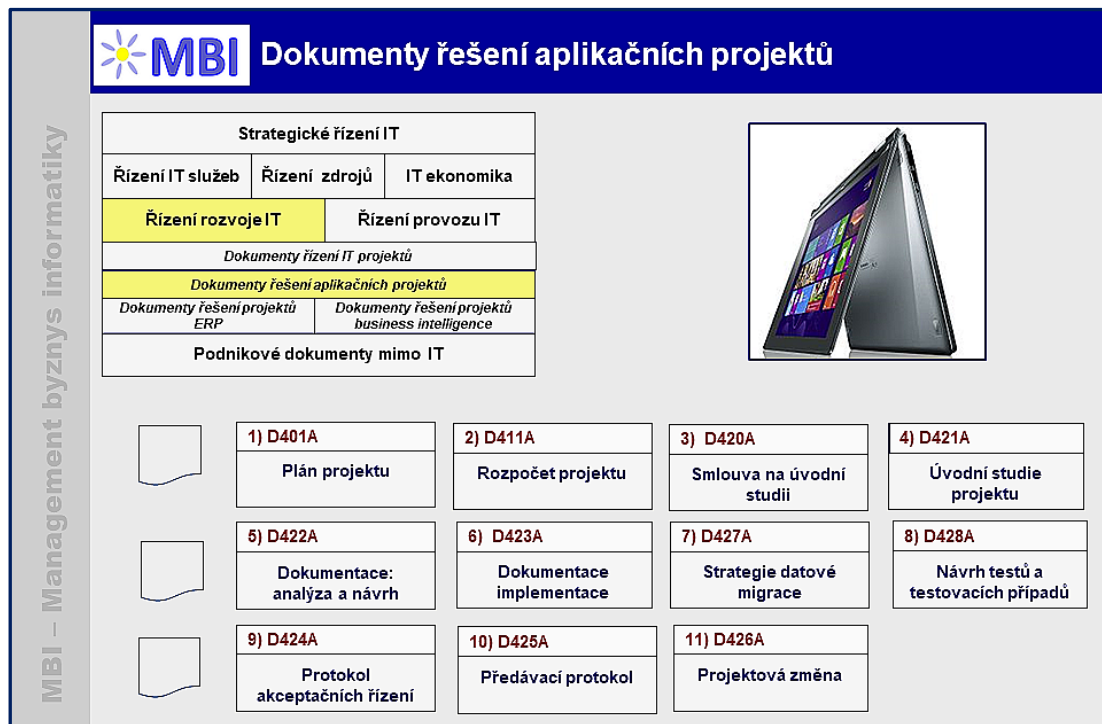 MBI
Dokumenty řešení aplikačních projektů
MBI – Management byznys informatiky
Strategické řízení IT
Řízení IT služeb
Řízení zdrojů
IT ekonomika
Řízení rozvoje IT
Řízení provozu IT
Dokumenty řízení IT projektů
Dokumenty řešení aplikačních projektů
Dokumenty řešení projektů
ERP
Dokumenty řešení projektů
business intelligence
Podnikové dokumenty mimo IT
1) D401A
Plán projektu
2) D411A
Rozpočet projektu
3) D420A
Smlouva na úvodní
studii
4) D421A
Úvodní studie
projektu
5) D422A
Dokumentace:
analýza a návrh
6) D423A
Dokumentace
implementace
7) D427A
Strategie datové
migrace
8) D428A
Návrh testů a
testovacích případů
9) D424A
Protokol
akceptačních řízení
10) D425A
Předávací protokol
11) D426A
Projektová změna